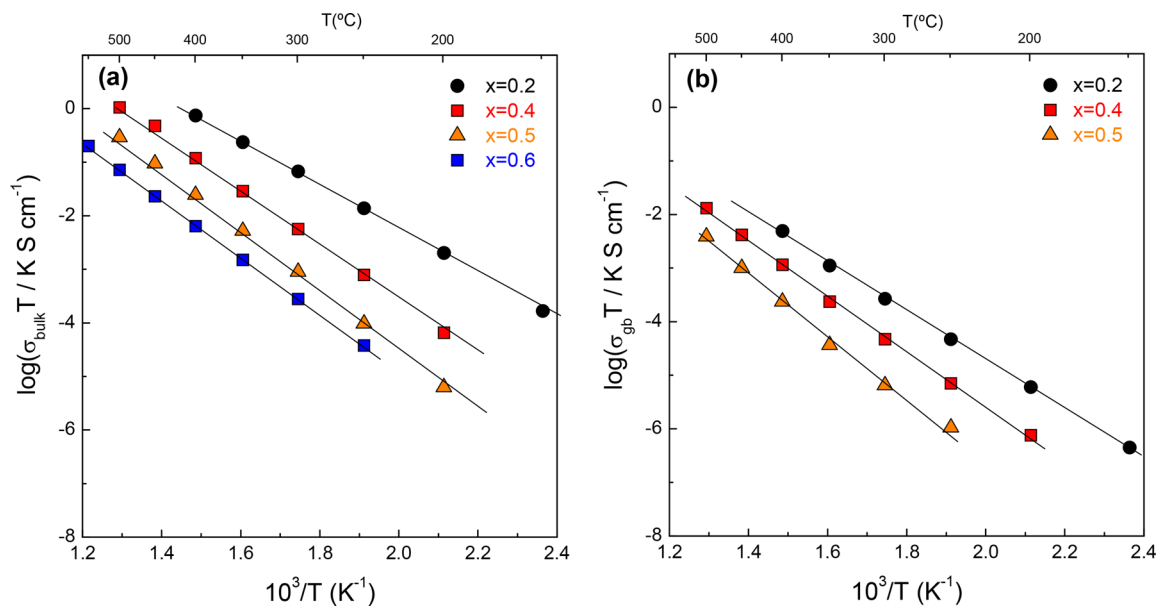 T(ºC)
500 400 300 200
(a)
x=0.2
x=0.4
x=0.5
x=0.6
0
-2
-4
-6
-8
log(σbulkT / K S cm-1)
1.2 1.4 1.6 1.8 2.0 2.2 2.4
10³/T (K-1)
T(ºC)
500 400 300 200
(b)
x=0.2
x=0.4
x=0.5
0
-2
-4
-6
-8
log(σgbT / K S cm-1)
1.2 1.4 1.6 1.8 2.0 2.2 2.4
10³/T (K-1)